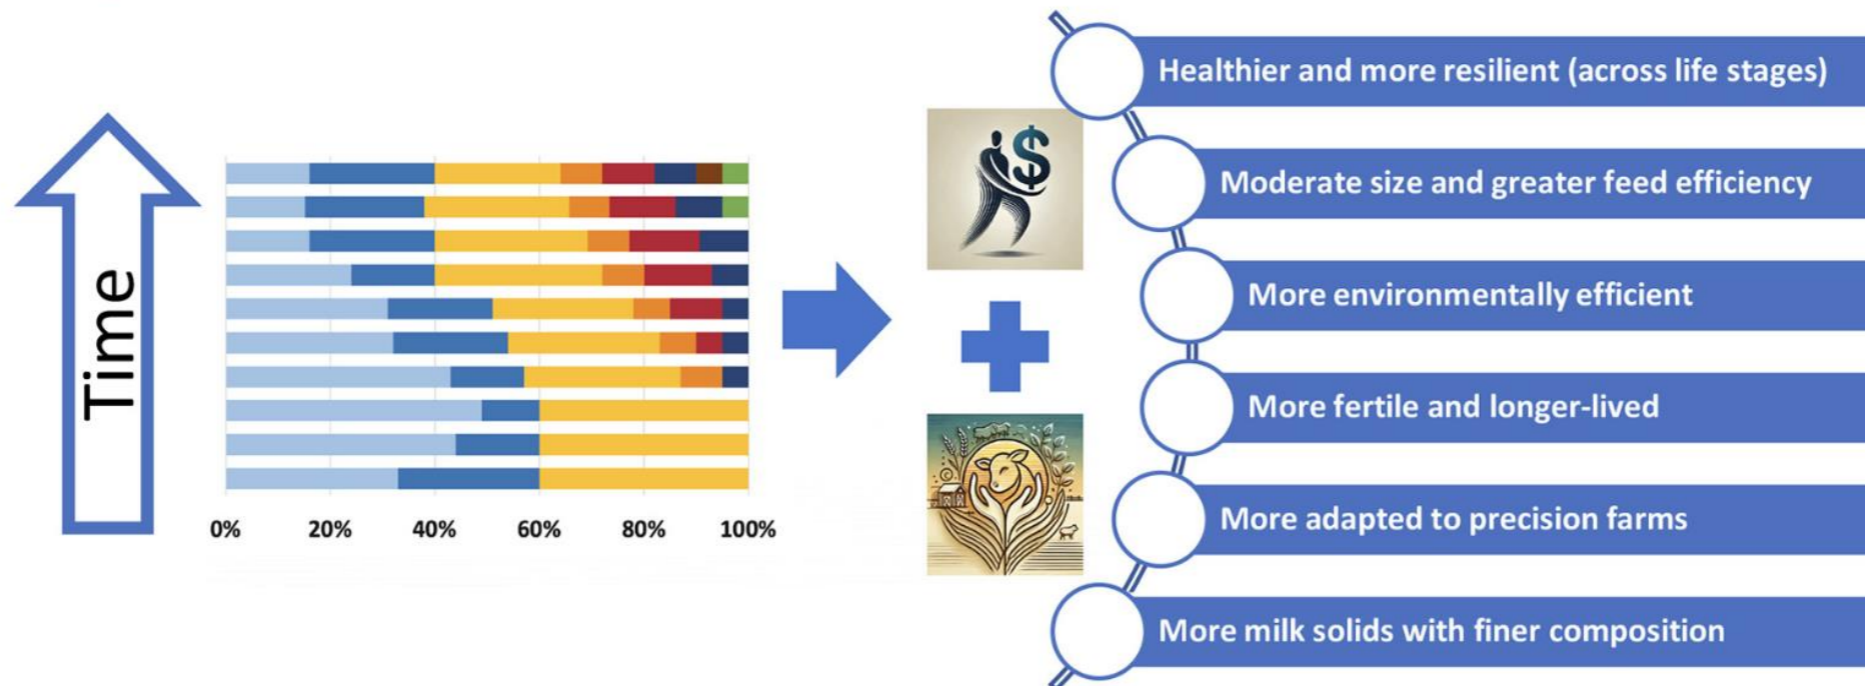 Time
0% 20% 40% 60% 80% 100%
$
Healthier and more resilient (across life stages)
Moderate size and greater feed efficiency
More environmentally efficient
More fertile and longer-lived
More adapted to precision farms
More milk solids with finer composition